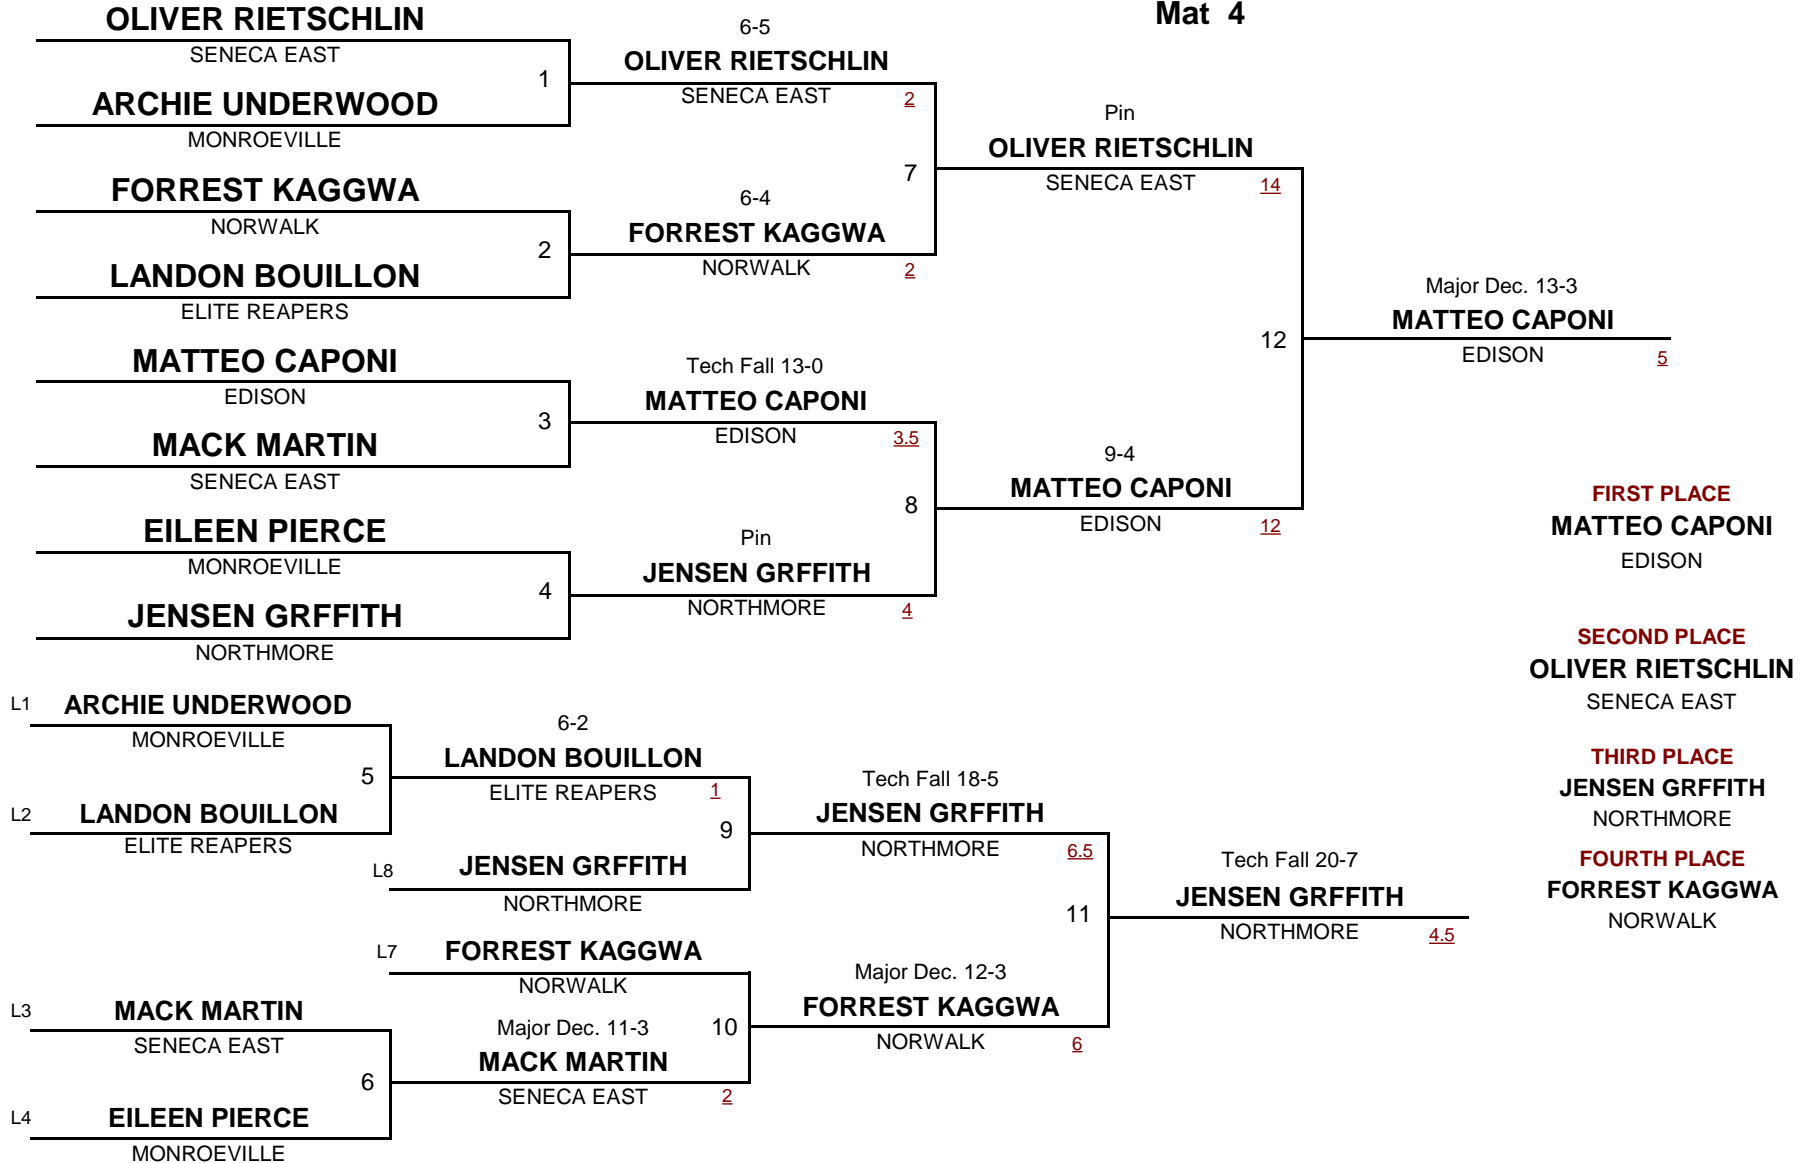 Mat 4
OLIVER RIETSCHLIN
SENECA EAST
1
ARCHIE UNDERWOOD
MONROEVILLE
6-5
OLIVER RIETSCHLIN
SENECA EAST 2
FORREST KAGGWA
NORWALK
2
LANDON BOUILLON
ELITE REAPERS
6-4
FORREST KAGGWA
NORWALK 2
7
Pin
OLIVER RIETSCHLIN
SENECA EAST 14
MATTEO CAPONI
EDISON
3
MACK MARTIN
SENECA EAST
Tech Fall 13-0
MATTEO CAPONI
EDISON 3.5
EILEEN PIERCE
MONROEVILLE
4
JENSEN GRFFITH
NORTHMORE
Pin
JENSEN GRFFITH
NORTHMORE 4
8
9-4
MATTEO CAPONI
EDISON 12
12
Major Dec. 13-3
MATTEO CAPONI
EDISON 5
FIRST PLACE
MATTEO CAPONI
EDISON
SECOND PLACE
OLIVER RIETSCHLIN
SENECA EAST
THIRD PLACE
JENSEN GRFFITH
NORTHMORE
FOURTH PLACE
FORREST KAGGWA
NORWALK
L1 ARCHIE UNDERWOOD
MONROEVILLE
5
L2 LANDON BOUILLON
ELITE REAPERS
6-2
LANDON BOUILLON
ELITE REAPERS 1
9
L8 JENSEN GRFFITH
NORTHMORE
Tech Fall 18-5
JENSEN GRFFITH
NORTHMORE 6.5
L7 FORREST KAGGWA
NORWALK
L3 MACK MARTIN
SENECA EAST
6
L4 EILEEN PIERCE
MONROEVILLE
Major Dec. 11-3 10
MACK MARTIN
SENECA EAST 2
Major Dec. 12-3
FORREST KAGGWA
NORWALK 6
11
Tech Fall 20-7
JENSEN GRFFITH
NORTHMORE 4.5